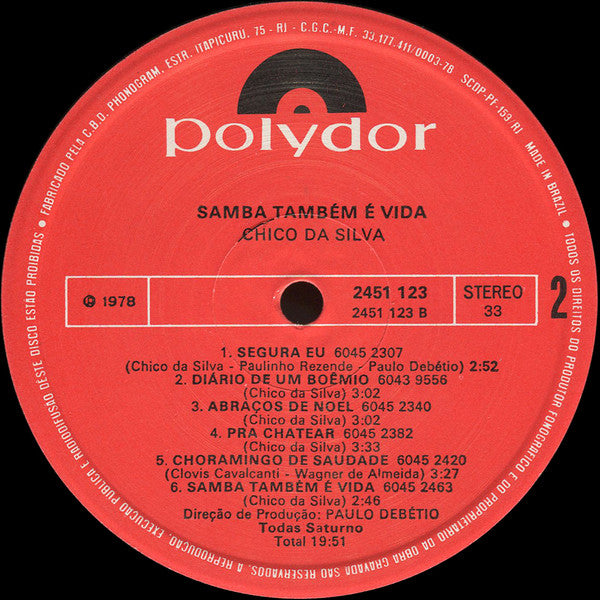 ● FABRICADO PELA C.B.D. PHONOGRAM, ESTR. ITAPICURU, 75 - RJ - C.G.C.-M.F. 33.177.411/0003-78 SCDP-PF-159 RJ MADE IN BRAZIL ●
polydor
SAMBA TAMBÉM É VIDA
CHICO DA SILVA
℗ 1978
2451 123
2451 123 B
STEREO
33
2
1. SEGURA EU 6045 2307
(Chico da Silva - Paulinho Rezende - Paulo Debétio) 2:52
2. DIÁRIO DE UM BOÊMIO 6043 9556
(Chico da Silva) 3:02
3. ABRAÇOS DE NOEL 6045 2340
(Chico da Silva) 3:02
4. PRA CHATEAR 6045 2382
(Chico da Silva) 3:33
5. CHORAMINGO DE SAUDADE 6045 2420
(Clovis Cavalcanti - Wagner de Almeida) 3:27
6. SAMBA TAMBÉM É VIDA 6045 2463
(Chico da Silva) 2:46
Direção de Produção: PAULO DEBÉTIO
Todas Saturno
Total 19:51
TODOS OS DIREITOS DO PRODUTOR FONOGRÁFICO E DO PROPRIETÁRIO DA OBRA GRAVADA SÃO RESERVADOS. A REPRODUÇÃO, EXECUÇÃO PÚBLICA E RADIODIFUSÃO DESTE DISCO ESTÃO PROIBIDAS ●